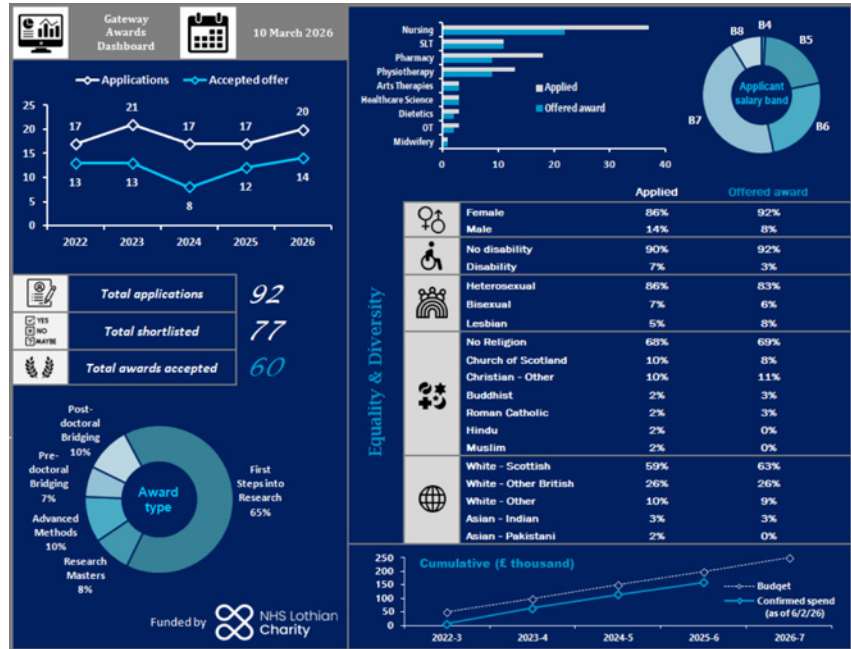 Gateway
Awards
Dashboard
10 March 2026
Applications
Accepted offer
25
20
15
10
5
0
17
21
17
17
20
13
13
8
12
14
2022
2023
2024
2025
2026
Total applications
92
YES
NO
MAYBE
Total shortlisted
77
Total awards accepted
60
Post-
doctoral
Bridging
10%
Pre-
doctoral
Bridging
7%
Advanced
Methods
10%
Research
Masters
8%
First
Steps into
Research
65%
Award
type
Funded by
NHS Lothian
Charity
Nursing
SLT
Pharmacy
Physiotherapy
Arts Therapies
Healthcare Science
Dietetics
OT
Midwifery
0
10
20
30
40
Applied
Offered award
B8
B4
B5
B7
B6
Applicant
salary band
Equality & Diversity
Applied Offered award
Female 86% 92%
Male 14% 8%
No disability 90% 92%
Disability 7% 3%
Heterosexual 86% 83%
Bisexual 7% 6%
Lesbian 5% 8%
No Religion 68% 69%
Church of Scotland 10% 8%
Christian - Other 10% 11%
Buddhist 2% 3%
Roman Catholic 2% 3%
Hindu 2% 0%
Muslim 2% 0%
White - Scottish 59% 63%
White - Other British 26% 26%
White - Other 10% 9%
Asian - Indian 3% 3%
Asian - Pakistani 2% 0%
Cumulative (£ thousand)
250
200
150
100
50
0
2022-3
2023-4
2024-5
2025-6
2026-7
Budget
Confirmed spend
(as of 6/2/26)